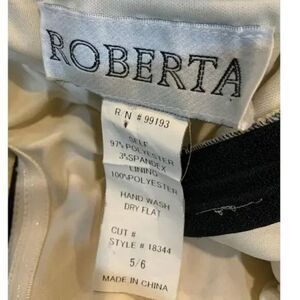 ROBERTA
R/N # 99193
SELF
97% POLYESTER
3% SPANDEX
LINING
100% POLYESTER
HAND WASH
DRY FLAT
CUT #
STYLE # 18344
5/6
MADE IN CHINA